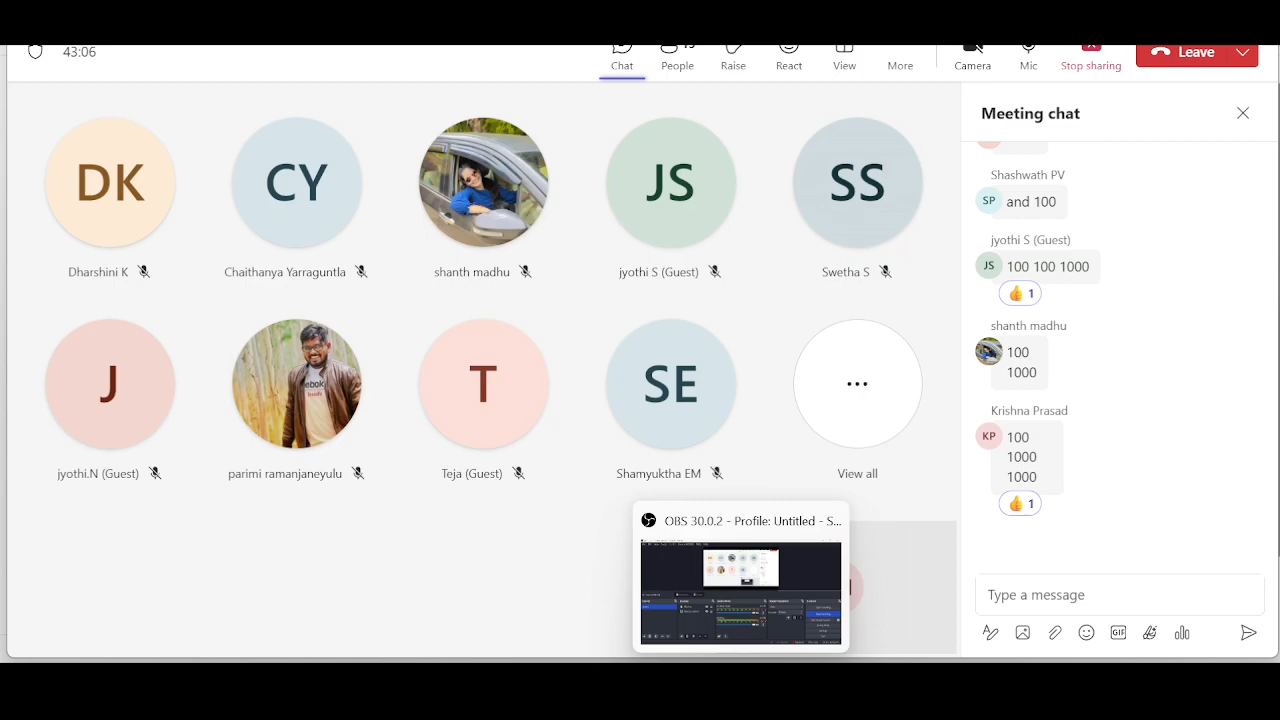 43:06
Chat
People
Raise
React
View
More
Camera
Mic
Stop sharing
Leave
Meeting chat
DK
CY
JS
SS
Dharshini K
Chaithanya Yarraguntla
shanth madhu
jyothi S (Guest)
Swetha S
J
T
SE
...
jyothi.N (Guest)
parimi ramanjaneyulu
Teja (Guest)
Shamyuktha EM
View all
OBS 30.0.2 - Profile: Untitled - S...
Shashwath PV
SP
and 100
jyothi S (Guest)
JS
100 100 1000
👍 1
shanth madhu
100
1000
Krishna Prasad
KP
100
1000
1000
👍 1
Type a message
GIF